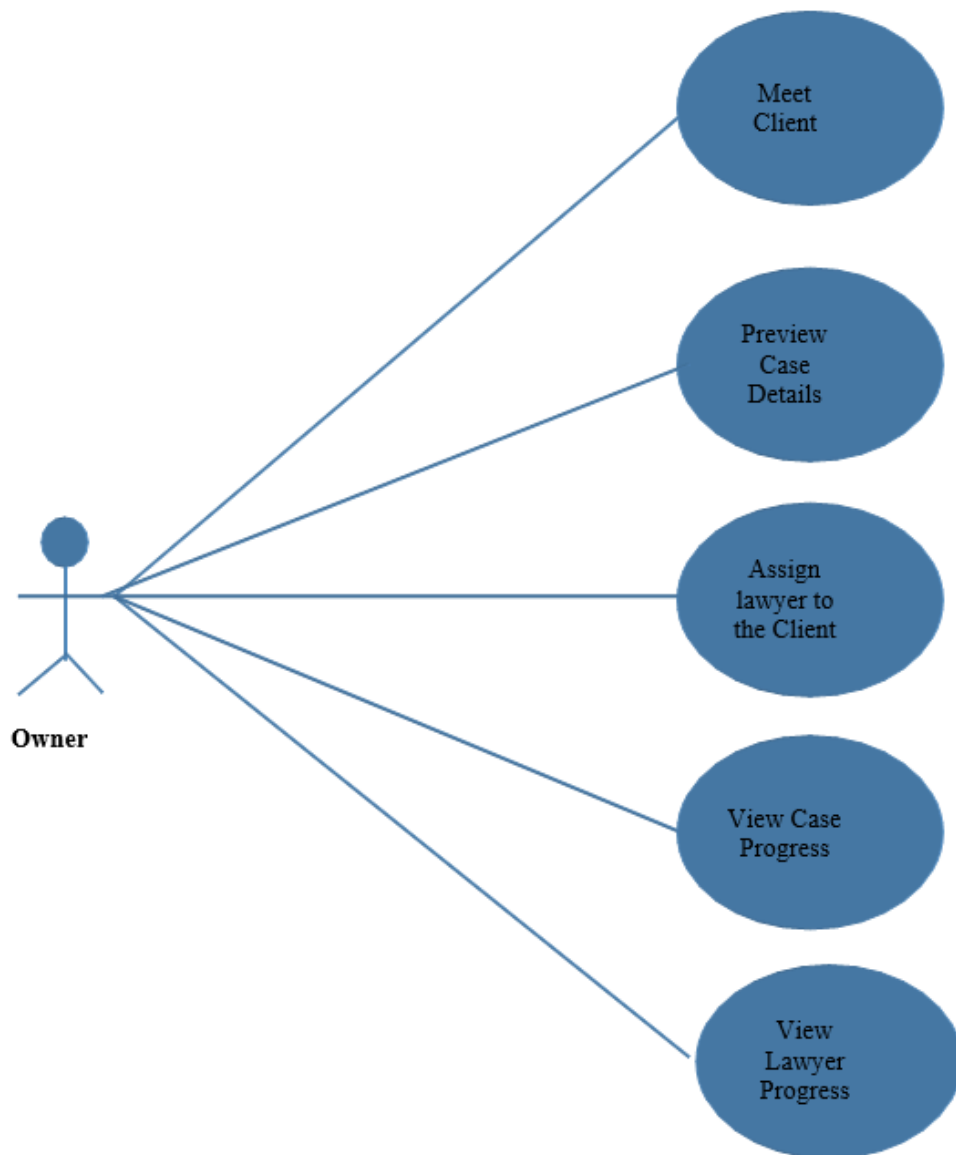 Meet
Client
Preview
Case
Details
Assign
lawyer to
the Client
Owner
View Case
Progress
View
Lawyer
Progress